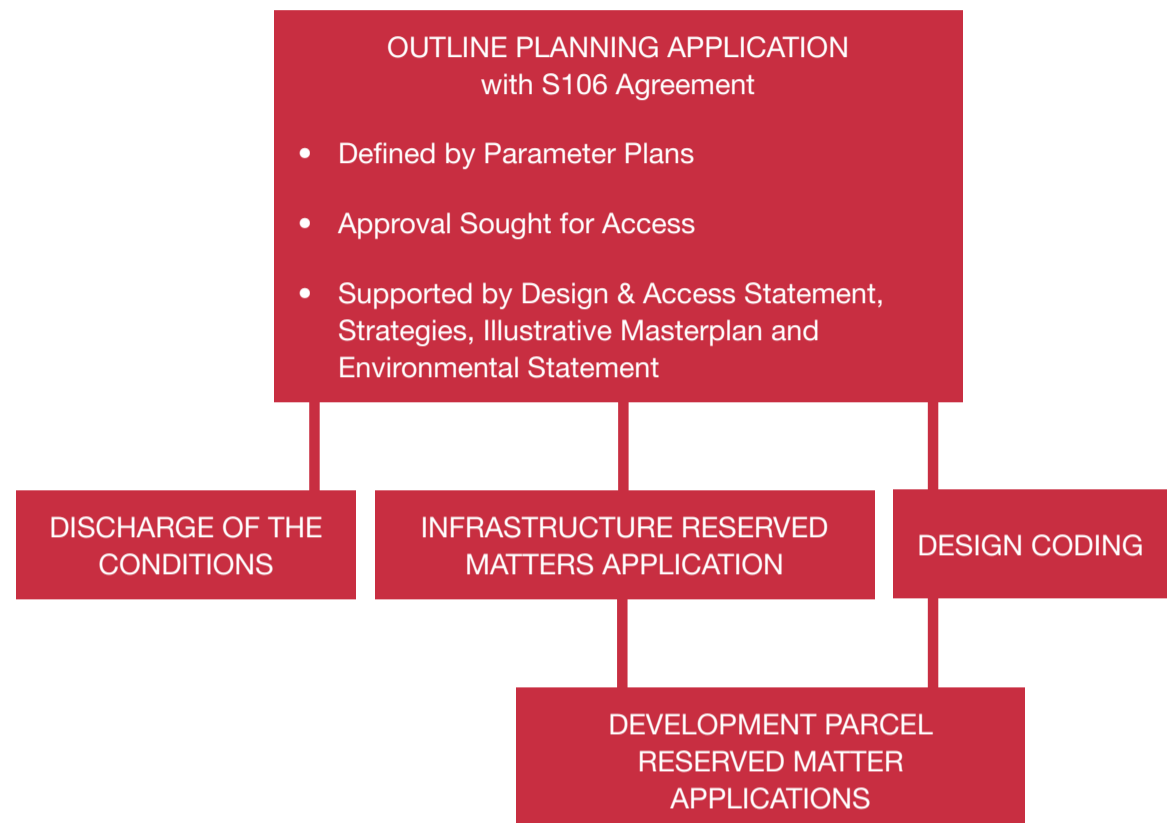 OUTLINE PLANNING APPLICATION
with S106 Agreement
• Defined by Parameter Plans
• Approval Sought for Access
• Supported by Design & Access Statement,
Strategies, Illustrative Masterplan and
Environmental Statement
DISCHARGE OF THE
CONDITIONS
INFRASTRUCTURE RESERVED
MATTERS APPLICATION
DESIGN CODING
DEVELOPMENT PARCEL
RESERVED MATTER
APPLICATIONS